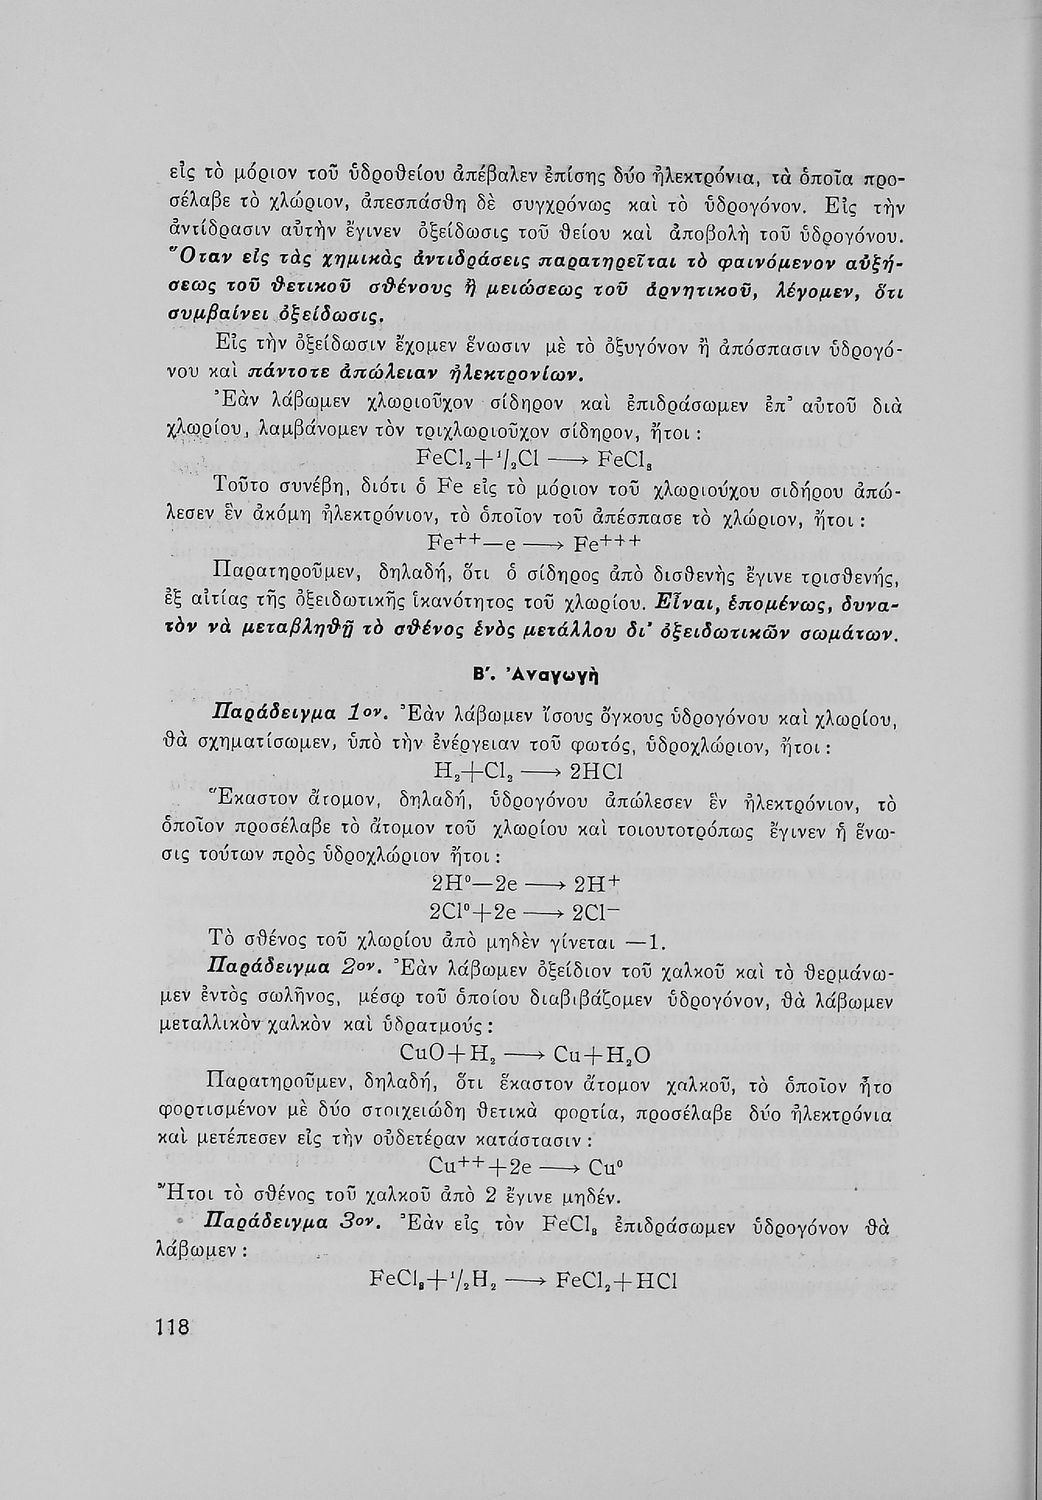 εἰς τὸ μόριον τοῦ ὑδροθείου ἀπέβαλεν ἐπίσης δύο ἠλεκτρόνια, τὰ ὁποῖα προ-
σέλαβε τὸ χλώριον, ἀπεσπάσθη δὲ συγχρόνως καὶ τὸ ὑδρογόνον. Εἰς τὴν
ἀντίδρασιν αὐτὴν ἔγινεν ὀξείδωσις τοῦ θείου καὶ ἀποβολὴ τοῦ ὑδρογόνου.
Ὅταν εἰς τὰς χημικὰς ἀντιδράσεις παρατηρεῖται τὸ φαινόμενον αὐξή-
σεως τοῦ θετικοῦ σθένους ἢ μειώσεως τοῦ ἀρνητικοῦ, λέγομεν, ὅτι
συμβαίνει ὀξείδωσις.
Εἰς τὴν ὀξείδωσιν ἔχομεν ἕνωσιν μὲ τὸ ὀξυγόνον ἢ ἀπόσπασιν ὑδρογό-
νου καὶ πάντοτε ἀπώλειαν ἠλεκτρονίων.
Ἐὰν λάβωμεν χλωριοῦχον σίδηρον καὶ ἐπιδράσωμεν ἐπ' αὐτοῦ διὰ
χλωρίου, λαμβάνομεν τὸν τριχλωριοῦχον σίδηρον, ἤτοι :
FeCl₂+¹/₂Cl ⟶ FeCl₃
Τοῦτο συνέβη, διότι ὁ Fe εἰς τὸ μόριον τοῦ χλωριούχου σιδήρου ἀπώ-
λεσεν ἓν ἀκόμη ἠλεκτρόνιον, τὸ ὁποῖον τοῦ ἀπέσπασε τὸ χλώριον, ἤτοι :
Fe⁺⁺—e ⟶ Fe⁺⁺⁺
Παρατηροῦμεν, δηλαδή, ὅτι ὁ σίδηρος ἀπὸ δισθενὴς ἔγινε τρισθενής,
ἐξ αἰτίας τῆς ὀξειδωτικῆς ἱκανότητος τοῦ χλωρίου. Εἶναι, ἑπομένως, δυνα-
τὸν νὰ μεταβληθῇ τὸ σθένος ἑνὸς μετάλλου δι' ὀξειδωτικῶν σωμάτων.
Β'. Ἀναγωγὴ
Παράδειγμα 1ον. Ἐὰν λάβωμεν ἴσους ὄγκους ὑδρογόνου καὶ χλωρίου,
θὰ σχηματίσωμεν, ὑπὸ τὴν ἐνέργειαν τοῦ φωτός, ὑδροχλώριον, ἤτοι :
H₂+Cl₂ ⟶ 2HCl
Ἕκαστον ἄτομον, δηλαδή, ὑδρογόνου ἀπώλεσεν ἓν ἠλεκτρόνιον, τὸ
ὁποῖον προσέλαβε τὸ ἄτομον τοῦ χλωρίου καὶ τοιουτοτρόπως ἔγινεν ἡ ἕνω-
σις τούτων πρὸς ὑδροχλώριον ἤτοι :
2H⁰—2e ⟶ 2H⁺
2Cl⁰+2e ⟶ 2Cl⁻
Τὸ σθένος τοῦ χλωρίου ἀπὸ μηδὲν γίνεται —1.
Παράδειγμα 2ον. Ἐὰν λάβωμεν ὀξείδιον τοῦ χαλκοῦ καὶ τὸ θερμάνω-
μεν ἐντὸς σωλῆνος, μέσῳ τοῦ ὁποίου διαβιβάζομεν ὑδρογόνον, θὰ λάβωμεν
μεταλλικὸν χαλκὸν καὶ ὑδρατμούς :
CuO+H₂ ⟶ Cu+H₂O
Παρατηροῦμεν, δηλαδή, ὅτι ἕκαστον ἄτομον χαλκοῦ, τὸ ὁποῖον ἦτο
φορτισμένον μὲ δύο στοιχειώδη θετικὰ φορτία, προσέλαβε δύο ἠλεκτρόνια
καὶ μετέπεσεν εἰς τὴν οὐδετέραν κατάστασιν :
Cu⁺⁺+2e ⟶ Cu⁰
Ἤτοι τὸ σθένος τοῦ χαλκοῦ ἀπὸ 2 ἔγινε μηδέν.
Παράδειγμα 3ον. Ἐὰν εἰς τὸν FeCl₃ ἐπιδράσωμεν ὑδρογόνον θὰ
λάβωμεν :
FeCl₃+¹/₂H₂ ⟶ FeCl₂+HCl
118